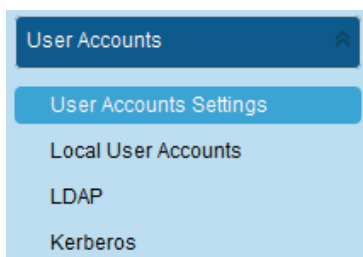 User Accounts
User Accounts Settings
Local User Accounts
LDAP
Kerberos